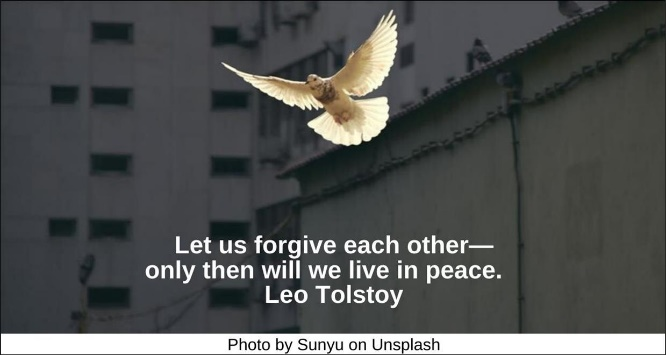 Let us forgive each other—
only then will we live in peace.
Leo Tolstoy
Photo by Sunyu on Unsplash